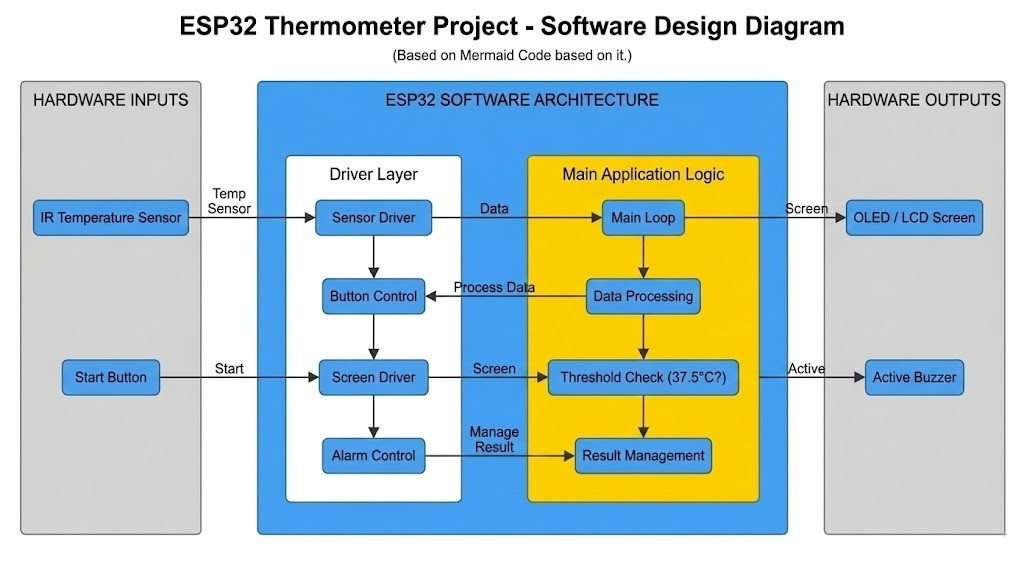 ESP32 Thermometer Project - Software Design Diagram
(Based on Mermaid Code based on it.)
HARDWARE INPUTS
ESP32 SOFTWARE ARCHITECTURE
HARDWARE OUTPUTS
Driver Layer
Main Application Logic
IR Temperature Sensor
Temp
Sensor
Sensor Driver
Data
Main Loop
Screen
OLED / LCD Screen
Button Control
Process Data
Data Processing
Start Button
Start
Screen Driver
Screen
Threshold Check (37.5°C?)
Active
Active Buzzer
Alarm Control
Manage
Result
Result Management